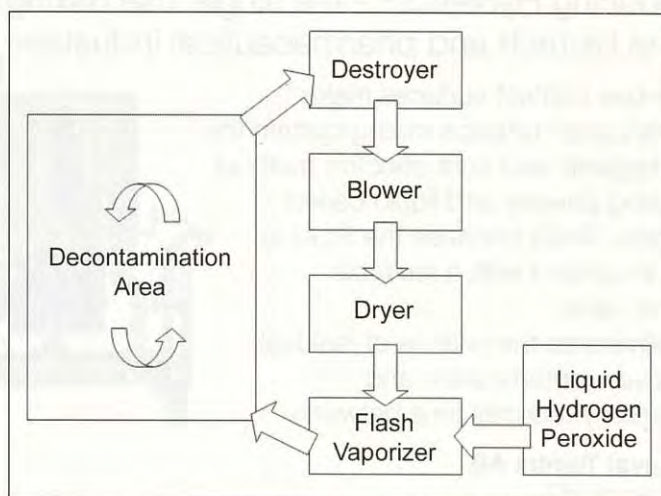 Destroyer
Blower
Decontamination
Area
Dryer
Liquid
Hydrogen
Peroxide
Flash
Vaporizer